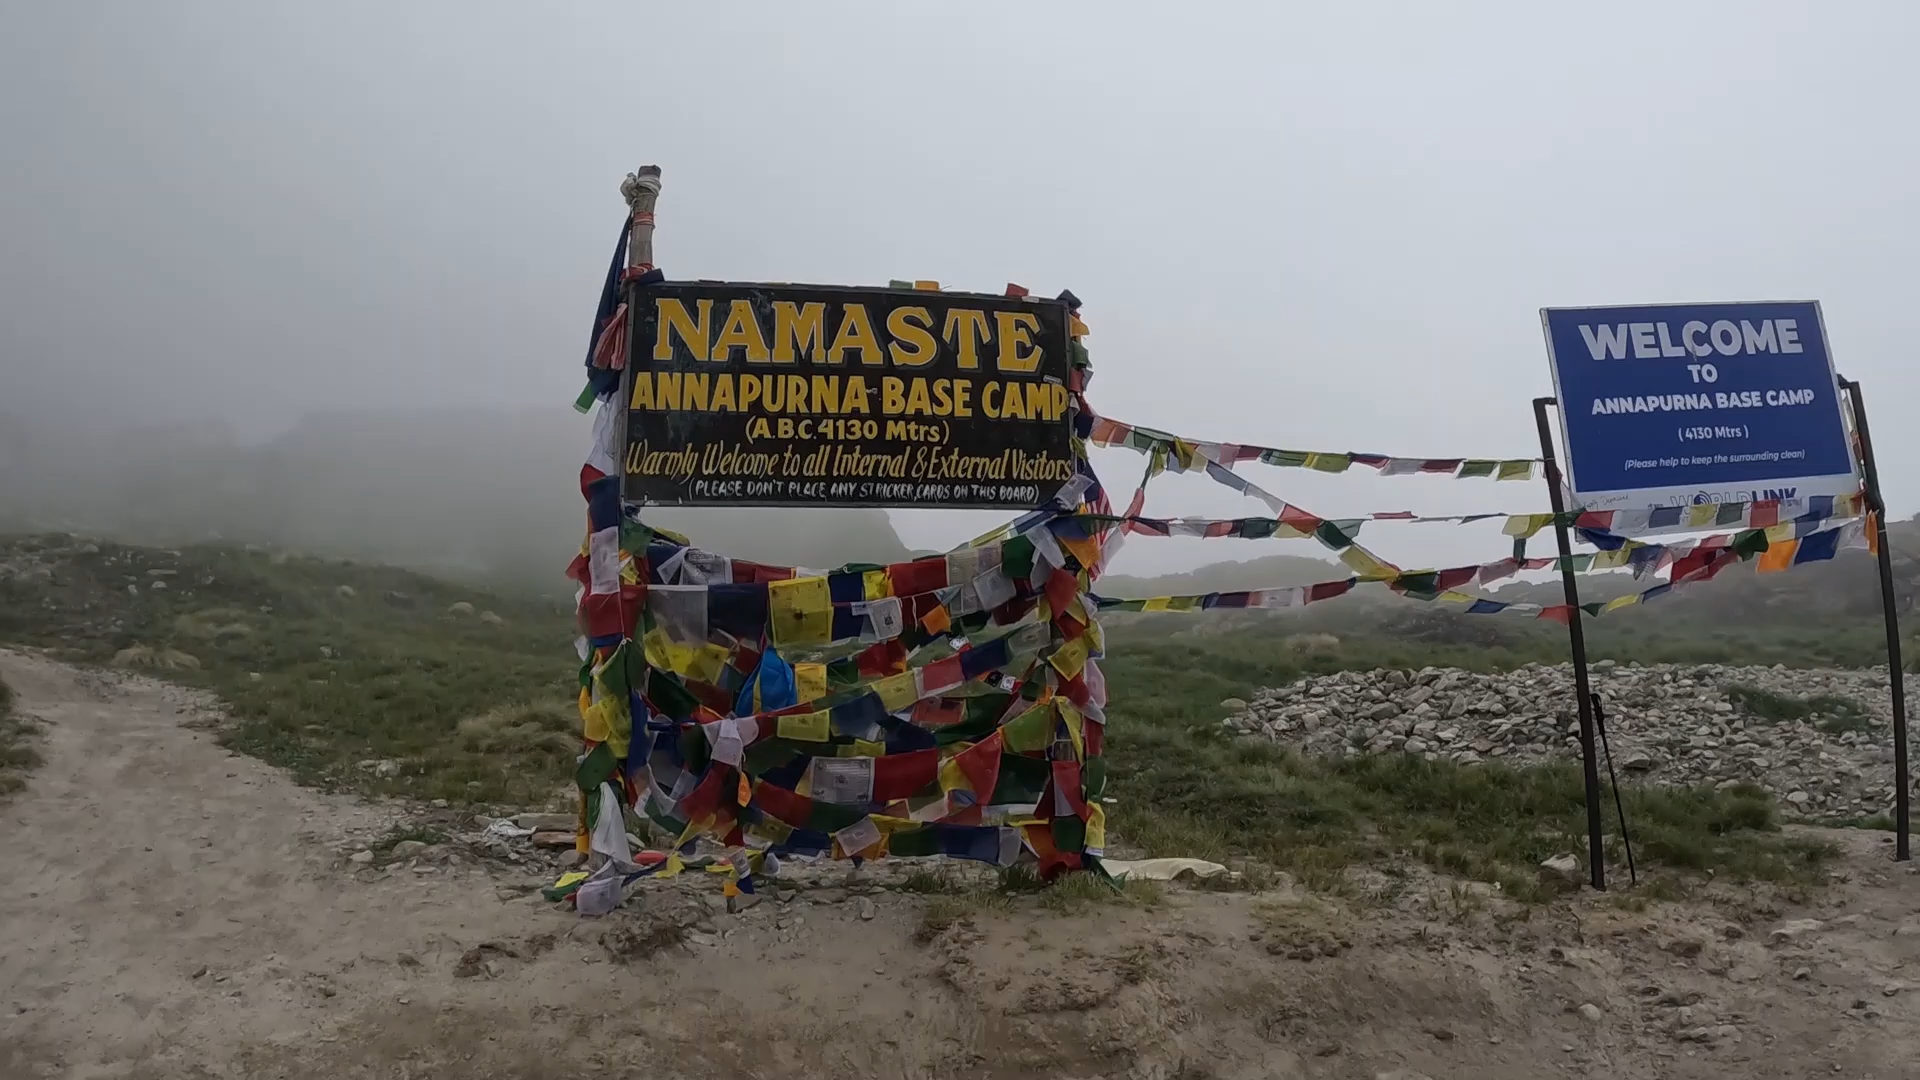 NAMASTE
ANNAPURNA BASE CAMP
(A.B.C. 4130 Mtrs)
Warmly Welcome to all Internal & External Visitors
(PLEASE DON'T PLACE ANY STRICKER, CARDS ON THIS BOARD)
WELCOME
TO
ANNAPURNA BASE CAMP
( 4130 Mtrs )
(Please help to keep the surrounding clean)
WORLDLINK